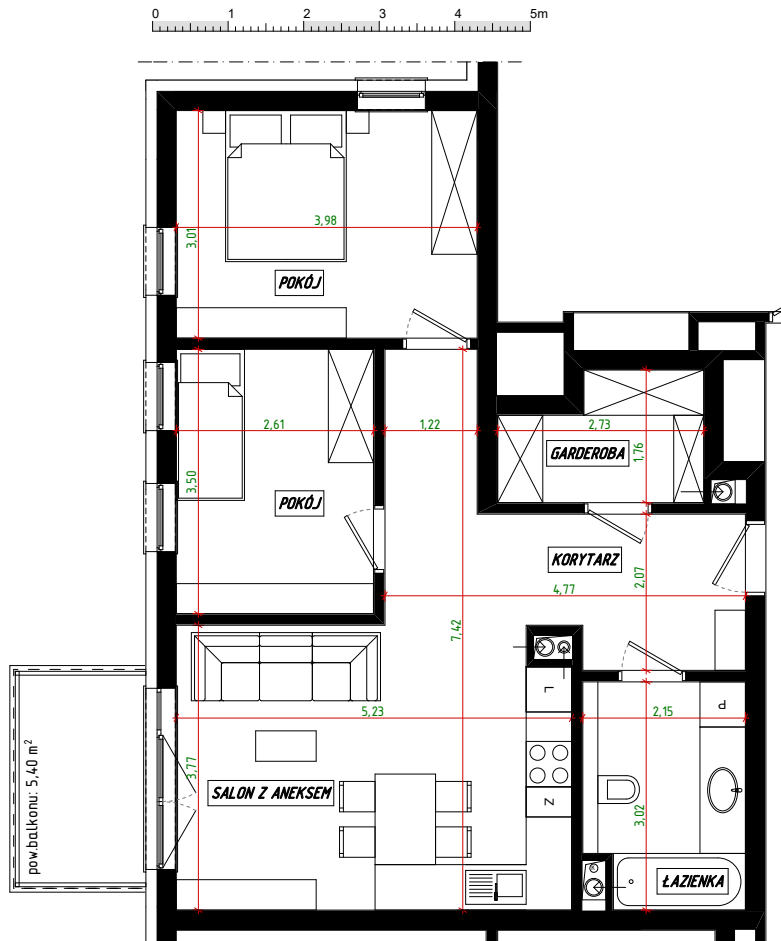 0 1 2 3 4 5m
3,98
3,01
POKÓJ
2,61
1,22
2,73
1,76
GARDEROBA
3,50
POKÓJ
KORYTARZ
2,07
4,77
7,42
L
5,23
2,15
P
3,77
pow.balkonu: 5,40 m²
SALON Z ANEKSEM
N
3,02
ŁAZIENKA